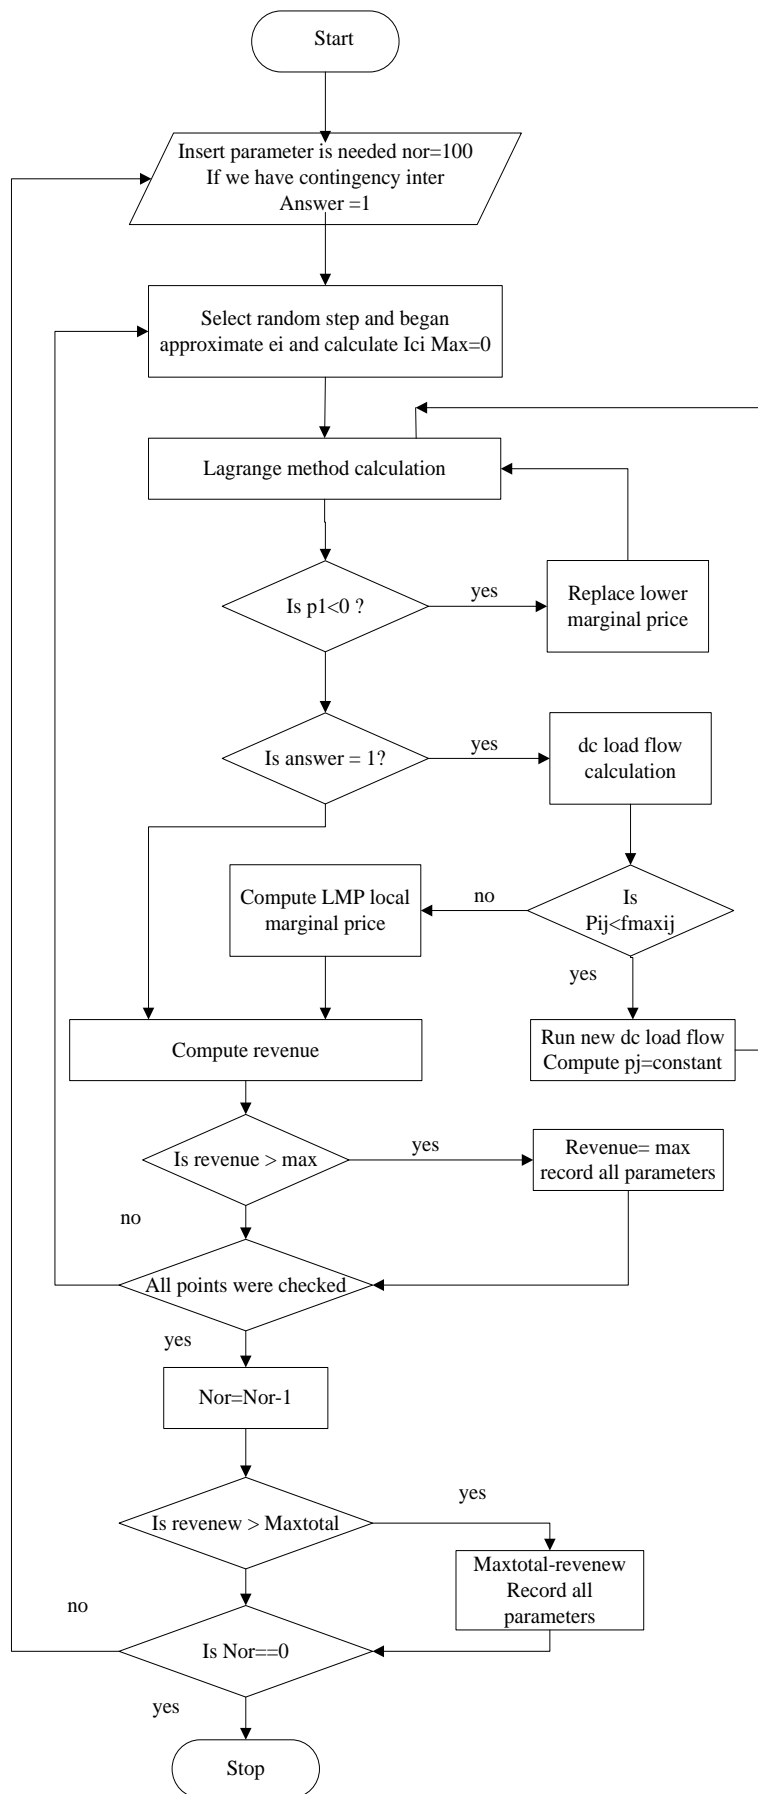 Start
Insert parameter is needed nor=100
If we have contingency inter
Answer =1
Select random step and began
approximate ei and calculate Ici Max=0
Lagrange method calculation
Is p1<0 ?
yes
Replace lower
marginal price
Is answer = 1?
yes
dc load flow
calculation
Compute LMP local
marginal price
no
Is
Pij<fmaxij
yes
Compute revenue
Run new dc load flow
Compute pj=constant
Is revenue > max
yes
Revenue= max
record all parameters
no
All points were checked
yes
Nor=Nor-1
Is revenew > Maxtotal
yes
Maxtotal-revenew
Record all
parameters
no
Is Nor==0
yes
Stop